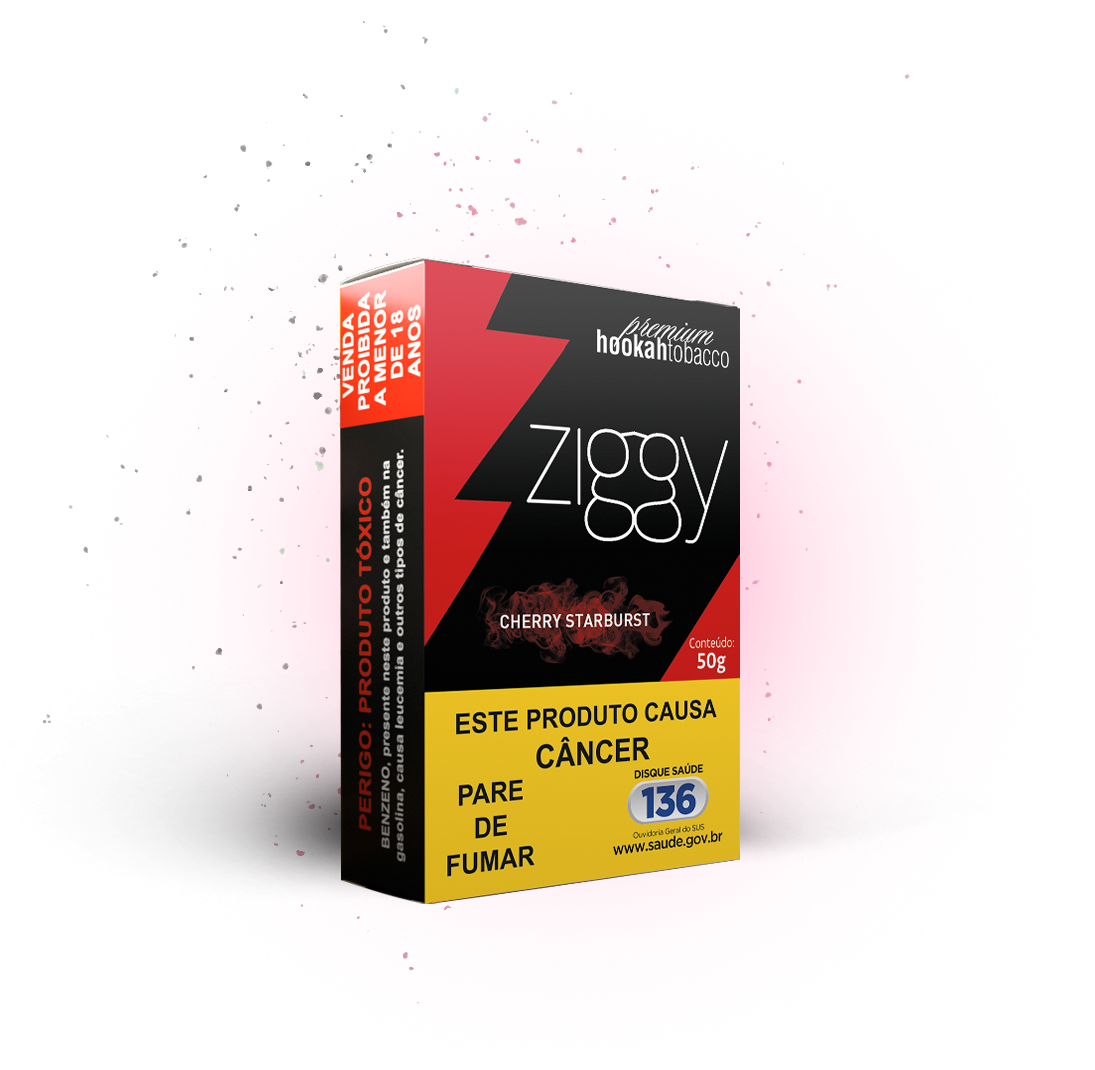 VENDA
PROIBIDA
A MENOR
DE 18
ANOS
PERIGO: PRODUTO TÓXICO
BENZENO, presente neste produto e também na
gasolina, causa leucemia e outros tipos de câncer.
premium
hookahtobacco
ziggy
CHERRY STARBURST
Conteúdo:
50g
ESTE PRODUTO CAUSA
CÂNCER
PARE
DE
FUMAR
DISQUE SAÚDE
136
Ouvidoria Geral do SUS
www.saude.gov.br